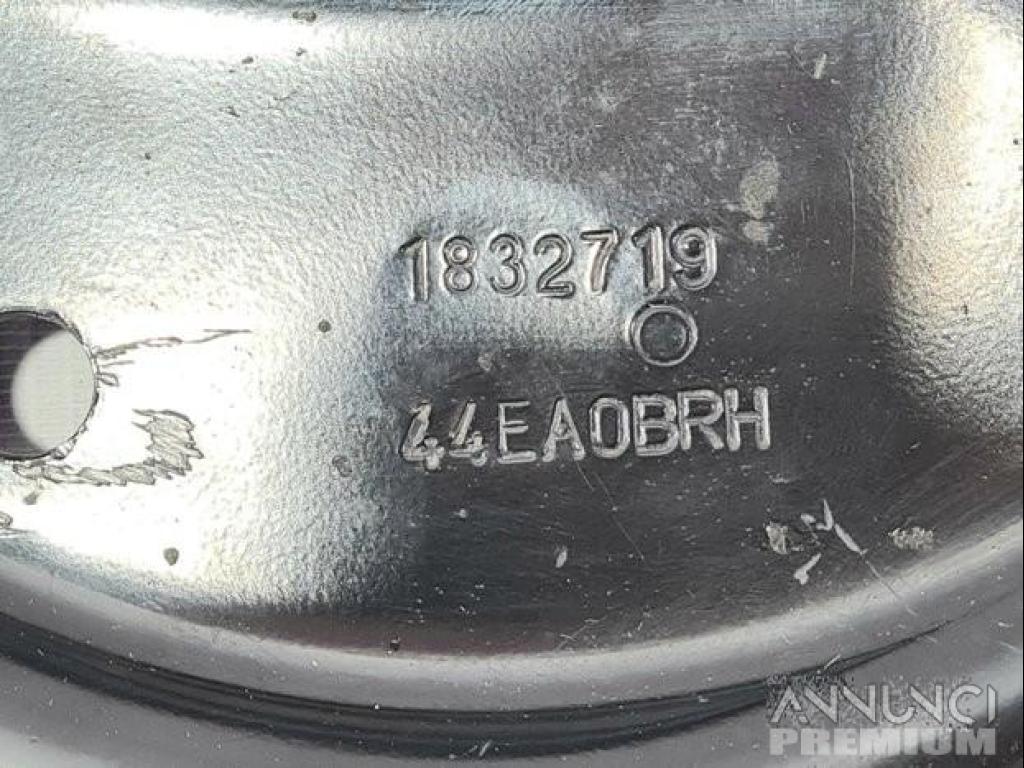 1832719
44EA0BRH
ANNUNCI
PREMIUM